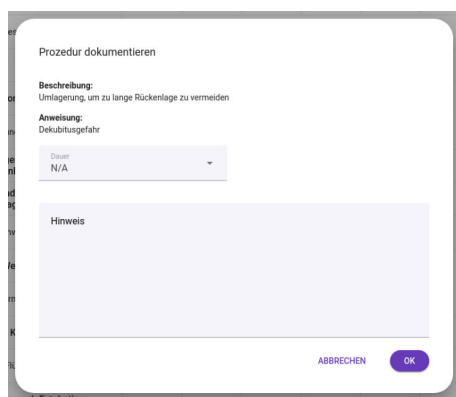 Prozedur dokumentieren
Beschreibung:
Umlagerung, um zu lange Rückenlage zu vermeiden
Anweisung:
Dekubitusgefahr
Dauer
N/A
Hinweis
ABBRECHEN OK